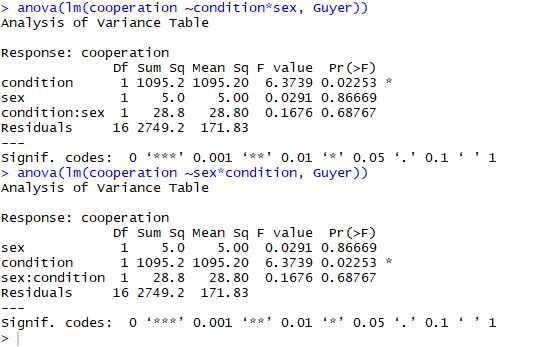 > anova(lm(cooperation ~condition*sex, Guyer))
Analysis of Variance Table

Response: cooperation
              Df Sum Sq Mean Sq F value  Pr(>F)
condition      1 1095.2 1095.20  6.3739 0.02253 *
sex            1    5.0    5.00  0.0291 0.86669
condition:sex  1   28.8   28.80  0.1676 0.68767
Residuals     16 2749.2  171.83
---
Signif. codes:  0 ‘***’ 0.001 ‘**’ 0.01 ‘*’ 0.05 ‘.’ 0.1 ‘ ’ 1
> anova(lm(cooperation ~sex*condition, Guyer))
Analysis of Variance Table

Response: cooperation
              Df Sum Sq Mean Sq F value  Pr(>F)
sex            1    5.0    5.00  0.0291 0.86669
condition      1 1095.2 1095.20  6.3739 0.02253 *
sex:condition  1   28.8   28.80  0.1676 0.68767
Residuals     16 2749.2  171.83
---
Signif. codes:  0 ‘***’ 0.001 ‘**’ 0.01 ‘*’ 0.05 ‘.’ 0.1 ‘ ’ 1
>